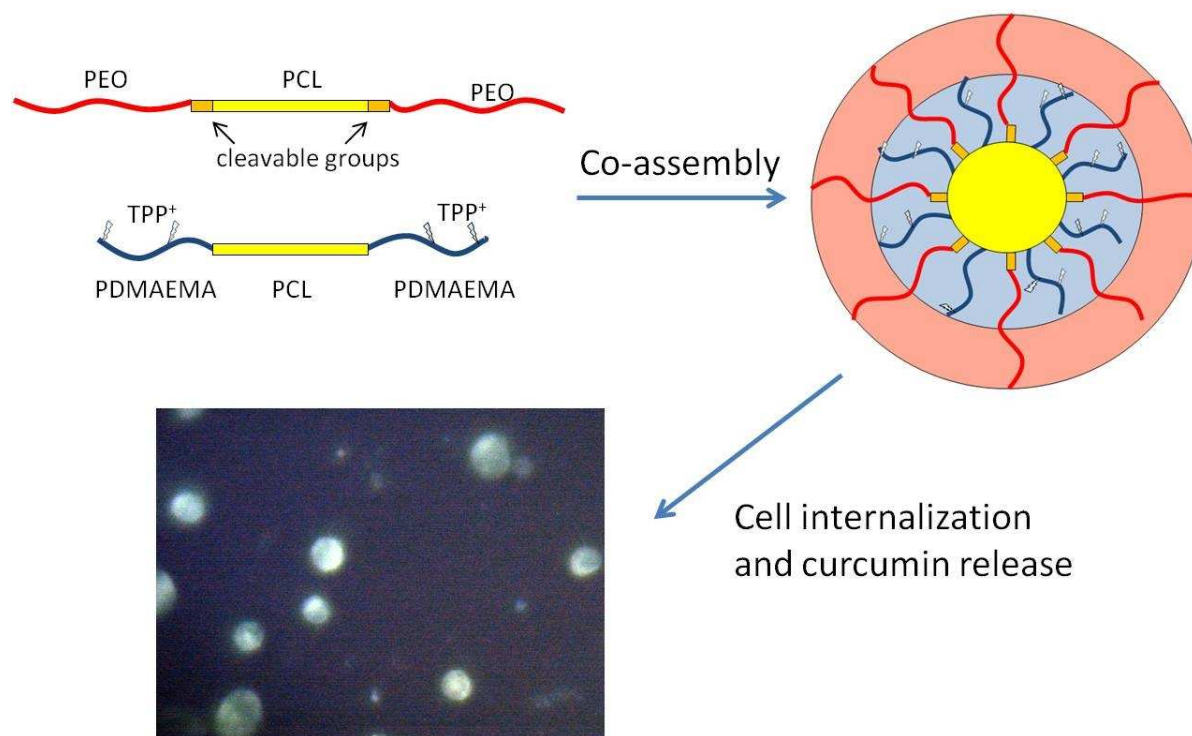 PEO
PCL
PEO
cleavable groups
Co-assembly
TPP⁺
TPP⁺
PDMAEMA
PCL
PDMAEMA
Cell internalization
and curcumin release